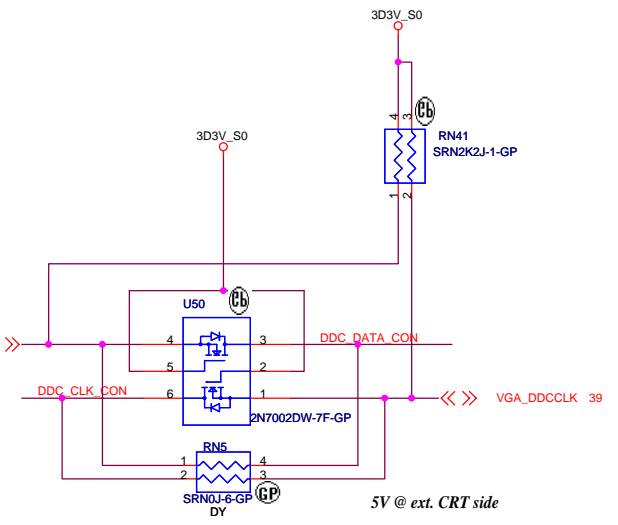 3D3V_S0
4
3
RN41
SRN2K2J-1-GP
3D3V_S0
1
2
U50
4
3
DDC_DATA_CON
5
2
DDC_CLK_CON
6
1
VGA_DDCCLK 39
2N7002DW-7F-GP
RN5
1
4
2
3
SRN0J-6-GP
GP
DY
5V @ ext. CRT side